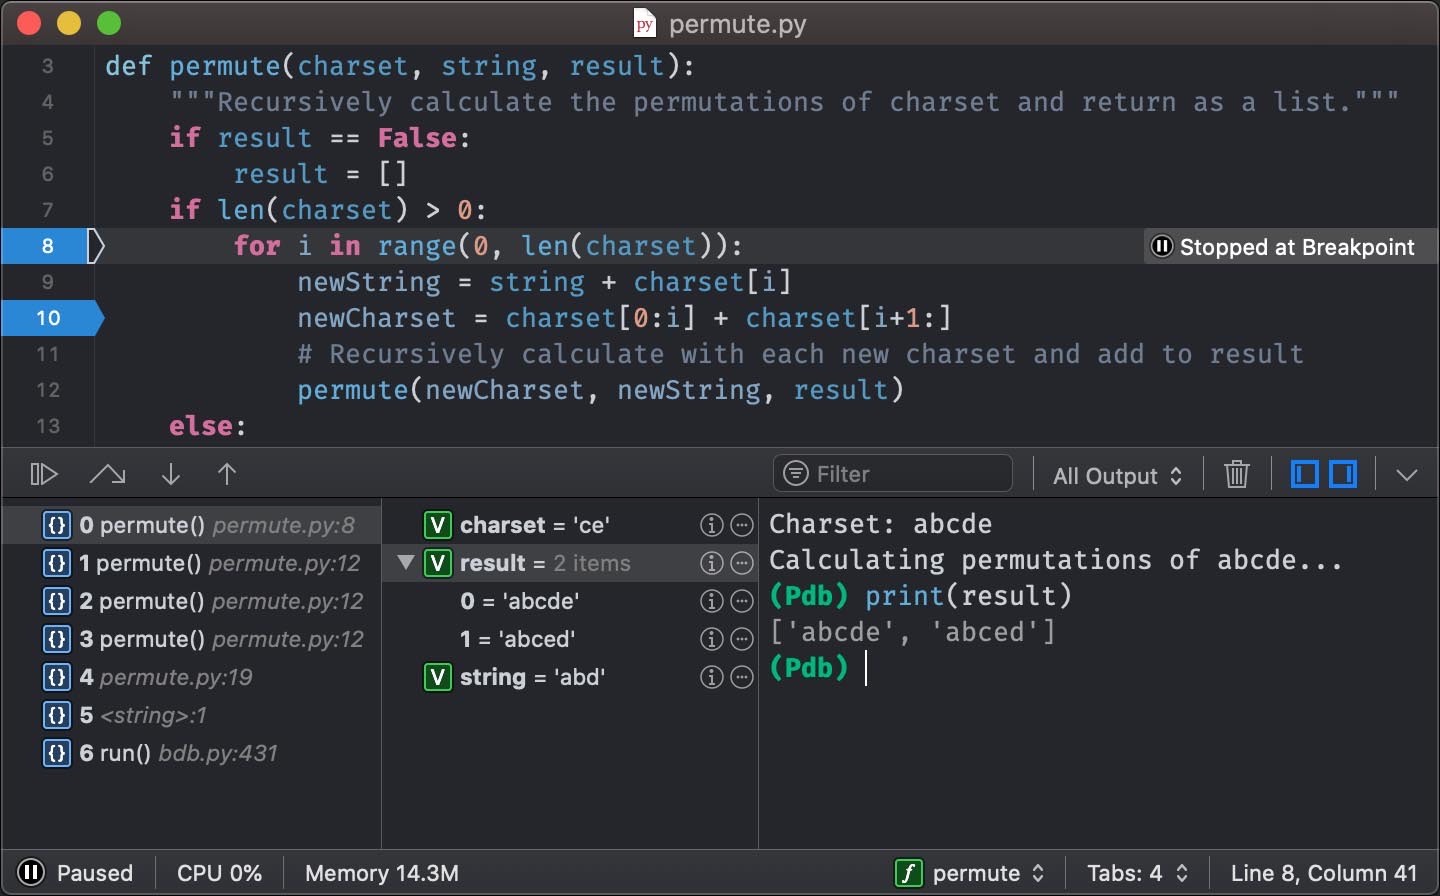 permute.py
3 def permute(charset, string, result):
4 """Recursively calculate the permutations of charset and return as a list."""
5 if result == False:
6 result = []
7 if len(charset) > 0:
8 for i in range(0, len(charset)): Stopped at Breakpoint
9 newString = string + charset[i]
10 newCharset = charset[0:i] + charset[i+1:]
11 # Recursively calculate with each new charset and add to result
12 permute(newCharset, newString, result)
13 else:
Filter All Output
0 permute() permute.py:8
1 permute() permute.py:12
2 permute() permute.py:12
3 permute() permute.py:12
4 permute.py:19
5 <string>:1
6 run() bdb.py:431
V charset = 'ce'
V result = 2 items
0 = 'abcde'
1 = 'abced'
V string = 'abd'
Charset: abcde
Calculating permutations of abcde...
(Pdb) print(result)
['abcde', 'abced']
(Pdb)
Paused CPU 0% Memory 14.3M permute Tabs: 4 Line 8, Column 41